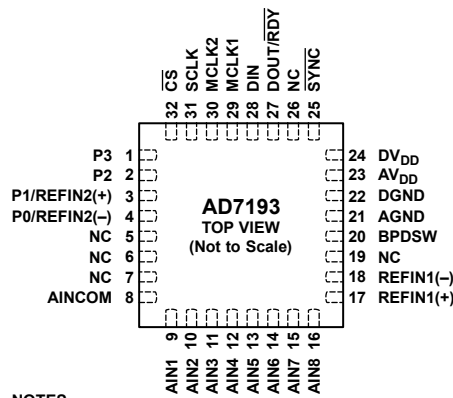 CS
SCLK
MCLK2
MCLK1
DIN
DOUT/RDY
NC
SYNC
32 31 30 29 28 27 26 25
P3 1
P2 2
P1/REFIN2(+) 3
P0/REFIN2(–) 4
NC 5
NC 6
NC 7
AINCOM 8
AD7193
TOP VIEW
(Not to Scale)
24 DVDD
23 AVDD
22 DGND
21 AGND
20 BPDSW
19 NC
18 REFIN1(–)
17 REFIN1(+)
9 10 11 12 13 14 15 16
AIN1
AIN2
AIN3
AIN4
AIN5
AIN6
AIN7
AIN8
NOTES